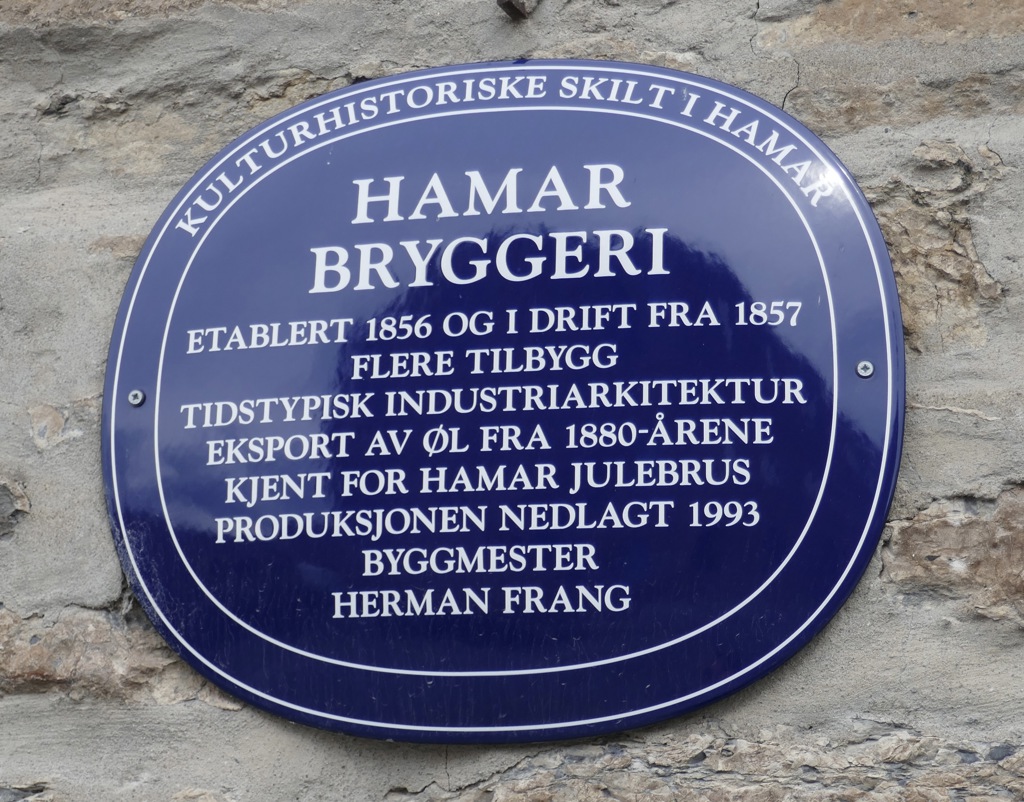 KULTURHISTORISKE SKILT I HAMAR
HAMAR
BRYGGERI
ETABLERT 1856 OG I DRIFT FRA 1857
FLERE TILBYGG
TIDSTYPISK INDUSTRIARKITEKTUR
EKSPORT AV ØL FRA 1880-ÅRENE
KJENT FOR HAMAR JULEBRUS
PRODUKSJONEN NEDLAGT 1993
BYGGMESTER
HERMAN FRANG